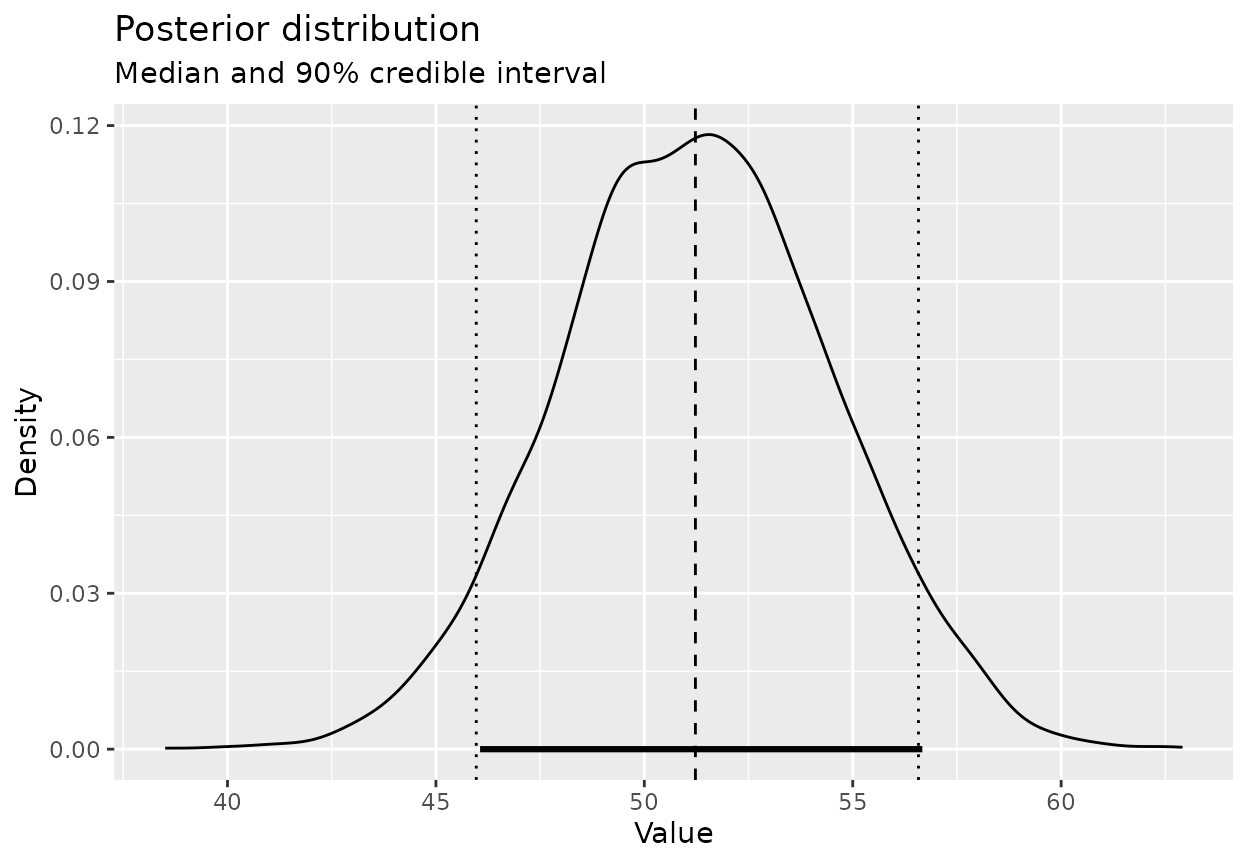 Posterior distribution
Median and 90% credible interval
0.12
0.09
0.06
0.03
0.00
Density
40 45 50 55 60
Value